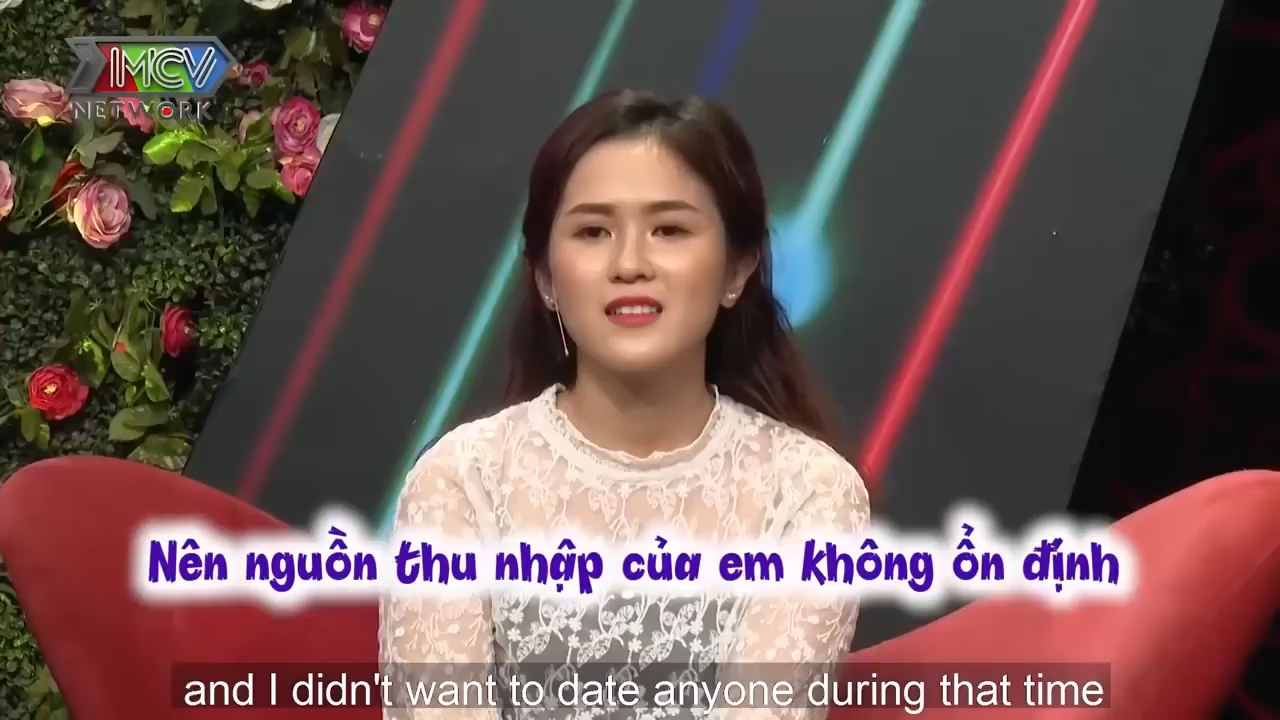 MCV
NETWORK
Nên nguồn thu nhập của em không ổn định
and I didn't want to date anyone during that time